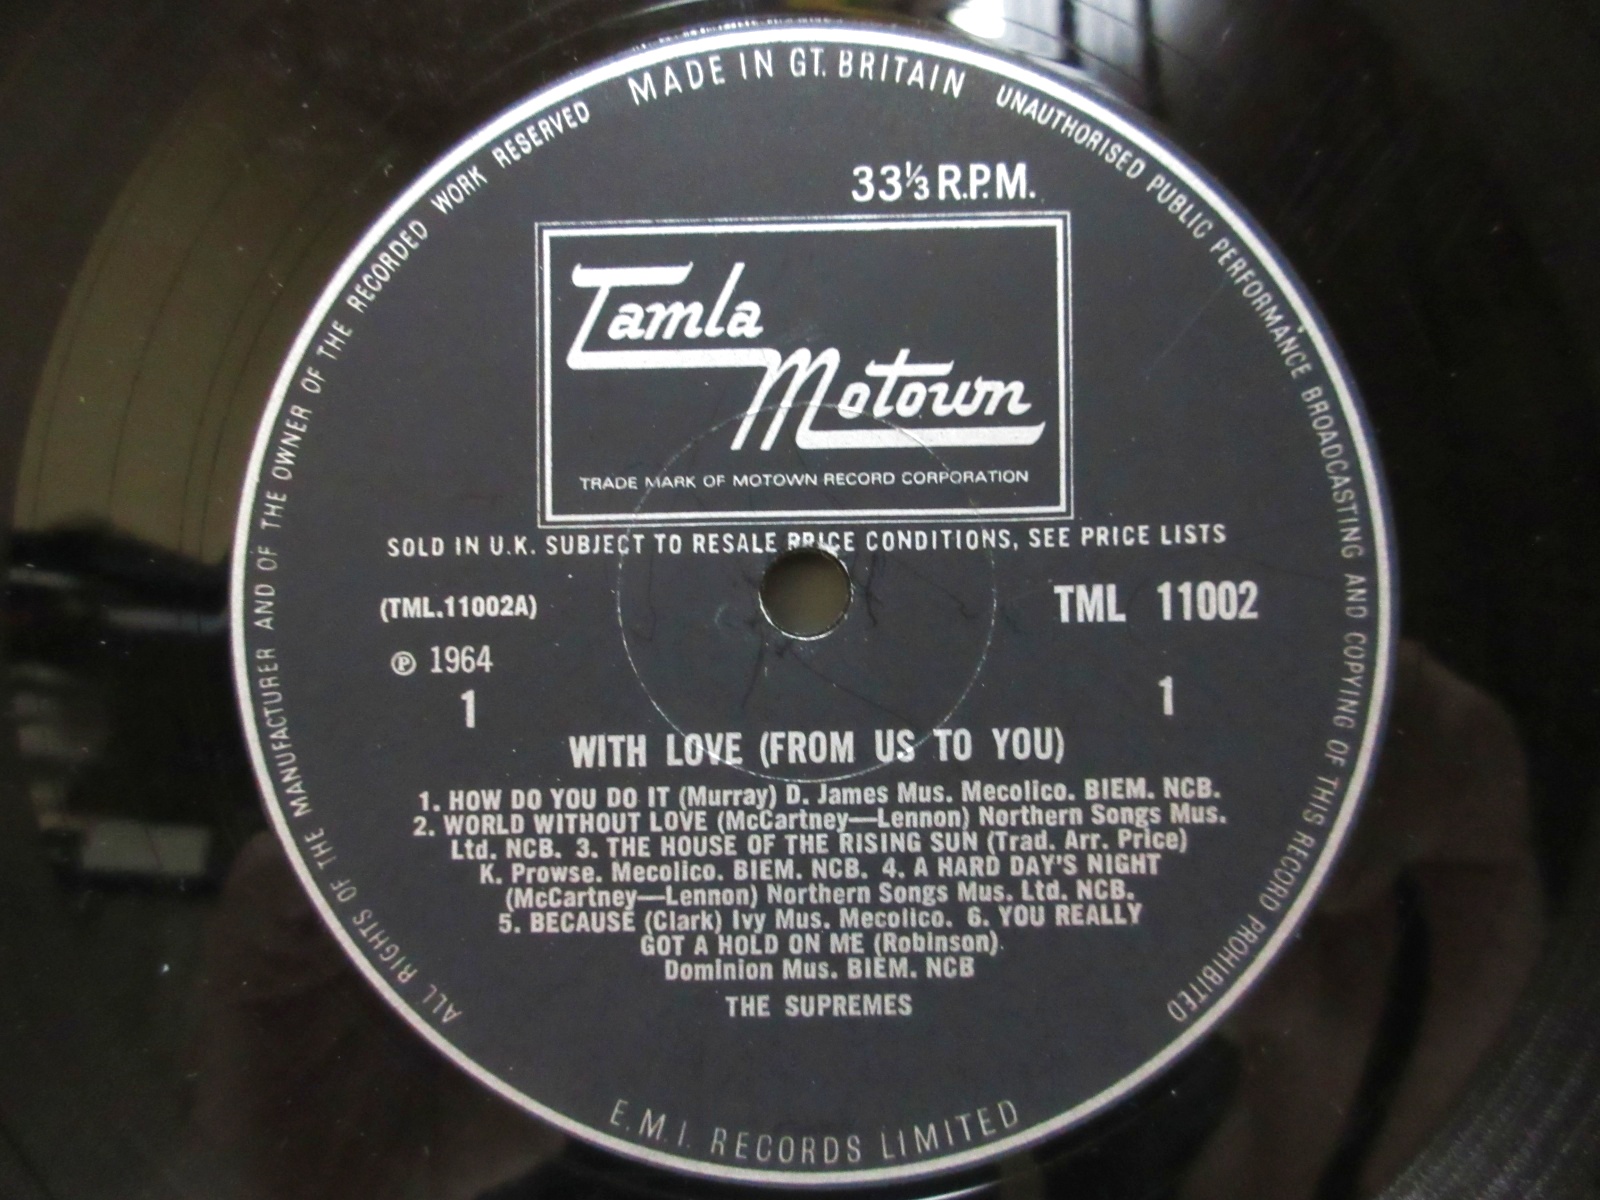 MADE IN GT. BRITAIN
UNAUTHORISED PUBLIC PERFORMANCE BROADCASTING AND COPYING OF THIS RECORD PROHIBITED
ALL RIGHTS OF THE MANUFACTURER AND OF THE OWNER OF THE RECORDED WORK RESERVED
33⅓ R.P.M.
Tamla
Motown
TRADE MARK OF MOTOWN RECORD CORPORATION
SOLD IN U.K. SUBJECT TO RESALE PRICE CONDITIONS, SEE PRICE LISTS
(TML.11002A)
TML 11002
Ⓟ 1964
1
1
WITH LOVE (FROM US TO YOU)
1. HOW DO YOU DO IT (Murray) D. James Mus. Mecolico. BIEM. NCB.
2. WORLD WITHOUT LOVE (McCartney—Lennon) Northern Songs Mus.
Ltd. NCB. 3. THE HOUSE OF THE RISING SUN (Trad. Arr. Price)
K. Prowse. Mecolico. BIEM. NCB. 4. A HARD DAY'S NIGHT
(McCartney—Lennon) Northern Songs Mus. Ltd. NCB.
5. BECAUSE (Clark) Ivy Mus. Mecolico. 6. YOU REALLY
GOT A HOLD ON ME (Robinson).
Dominion Mus. BIEM. NCB
THE SUPREMES
E.M.I. RECORDS LIMITED